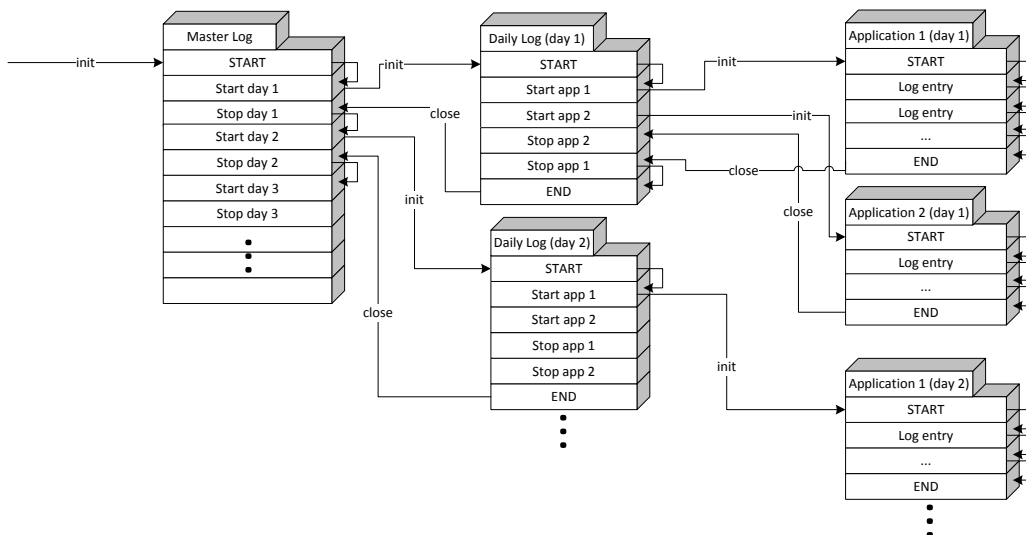 Master Log
START
Start day 1
Stop day 1
Start day 2
Stop day 2
Start day 3
Stop day 3
init
init
close
init
close
Daily Log (day 1)
START
Start app 1
Start app 2
Stop app 2
Stop app 1
END
Daily Log (day 2)
START
Start app 1
Start app 2
Stop app 1
Stop app 2
END
init
init
close
close
init
Application 1 (day 1)
START
Log entry
Log entry
...
END
Application 2 (day 1)
START
Log entry
...
END
Application 1 (day 2)
START
Log entry
...
END